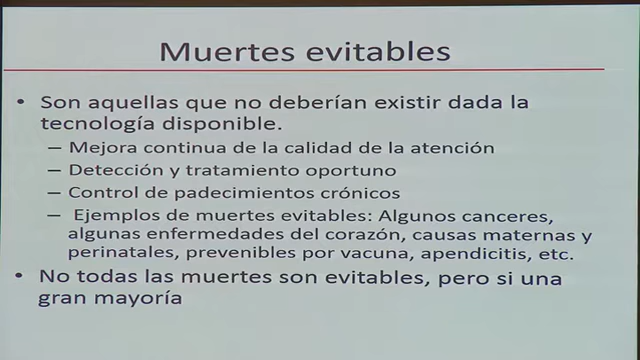 Muertes evitables
• Son aquellas que no deberían existir dada la
tecnología disponible.
– Mejora continua de la calidad de la atención
– Detección y tratamiento oportuno
– Control de padecimientos crónicos
– Ejemplos de muertes evitables: Algunos canceres,
algunas enfermedades del corazón, causas maternas y
perinatales, prevenibles por vacuna, apendicitis, etc.
• No todas las muertes son evitables, pero si una
gran mayoría